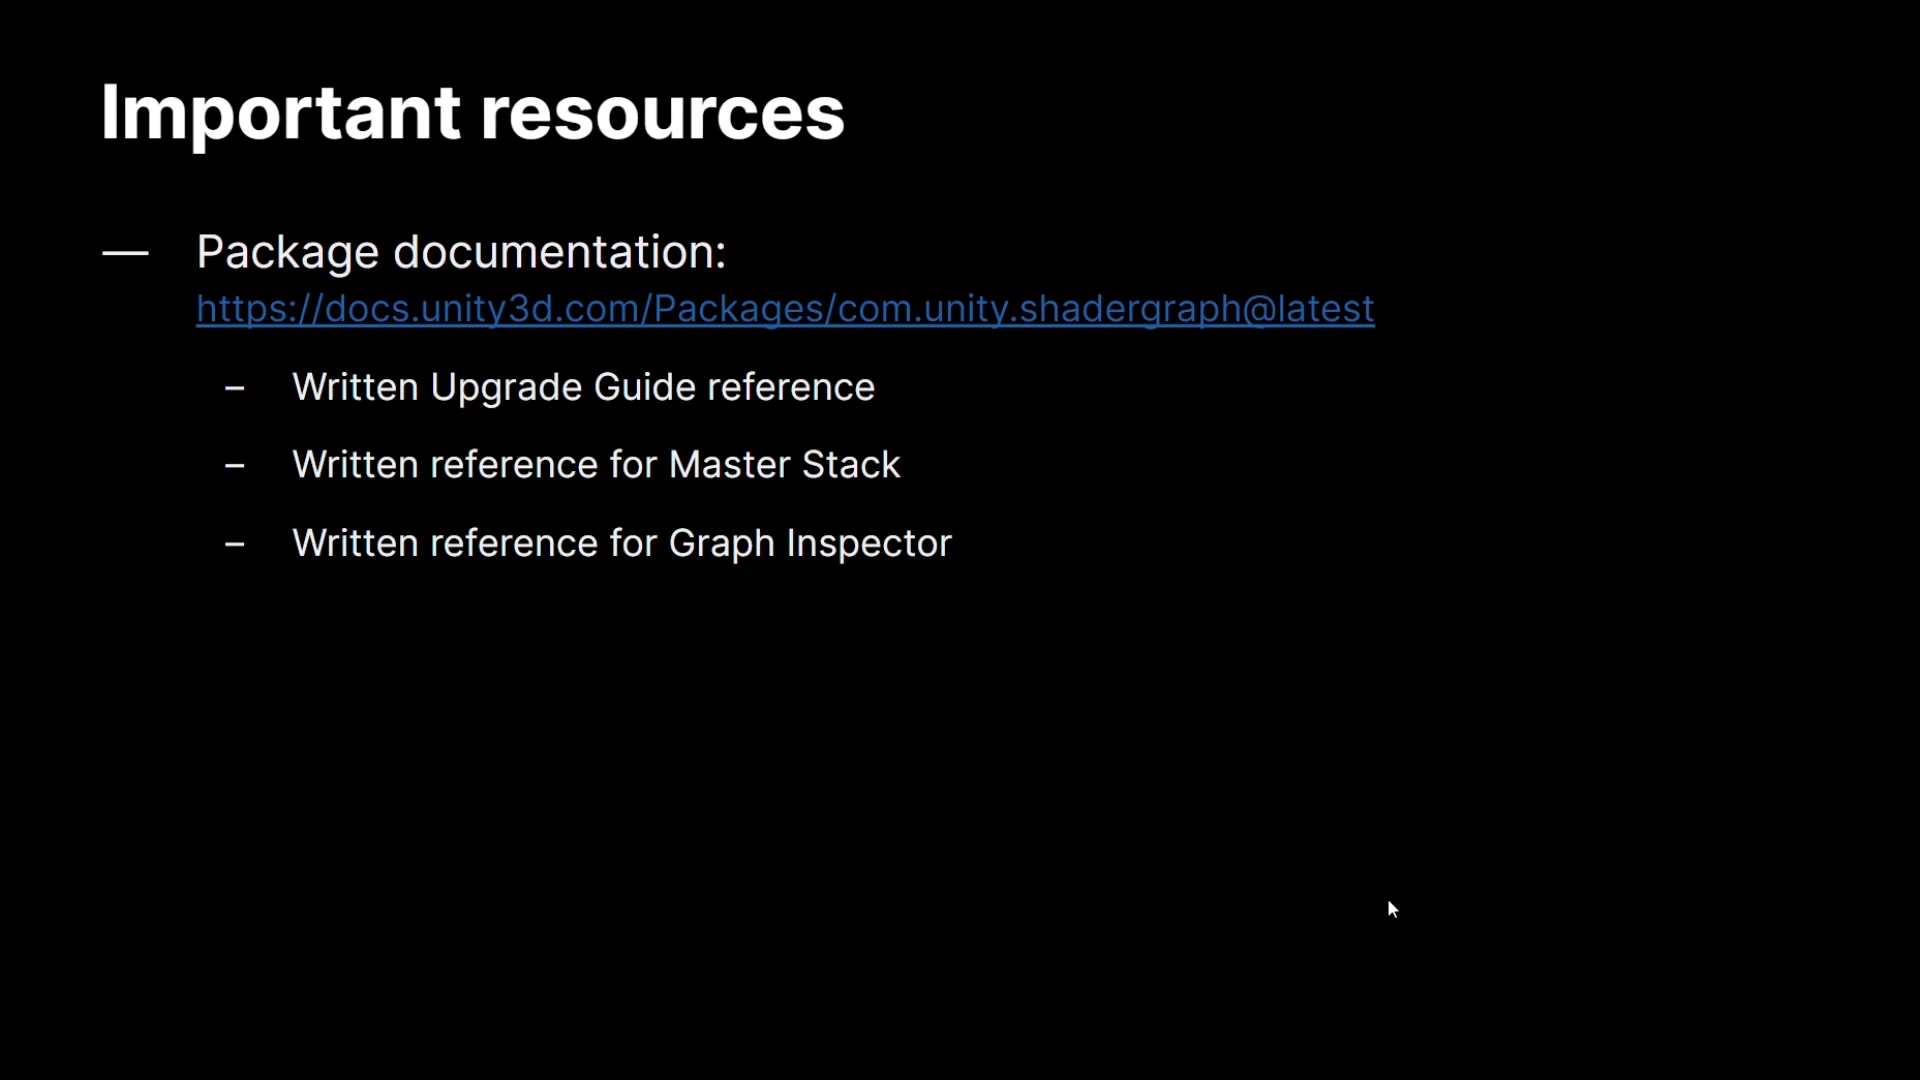 Important resources
— Package documentation:
https://docs.unity3d.com/Packages/com.unity.shadergraph@latest
– Written Upgrade Guide reference
– Written reference for Master Stack
– Written reference for Graph Inspector